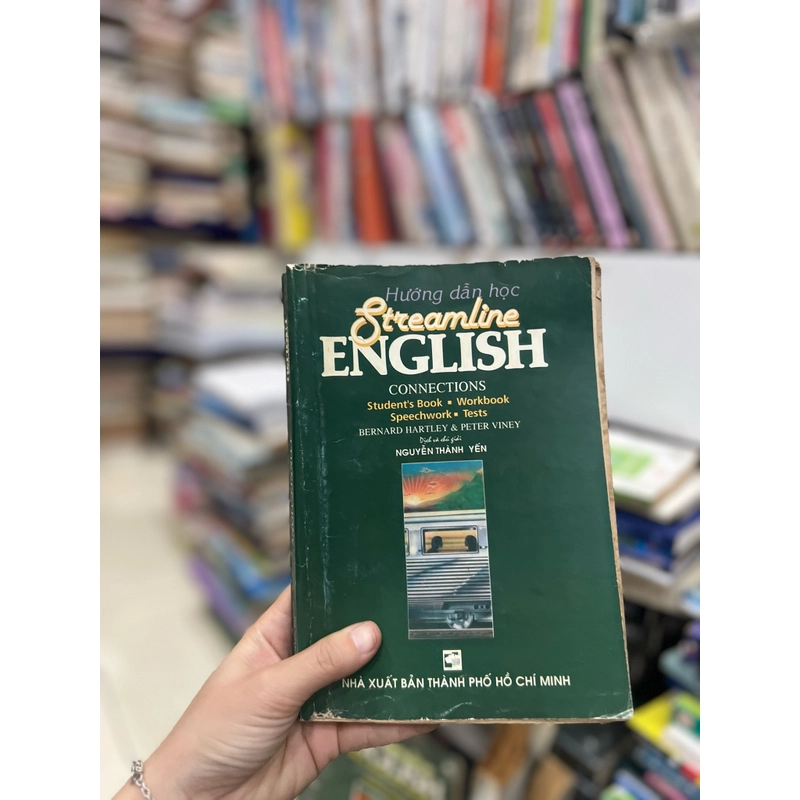 Hướng dẫn học
Streamline
ENGLISH
CONNECTIONS
Student's Book ▪ Workbook
Speechwork ▪ Tests
BERNARD HARTLEY & PETER VINEY
Dịch và chú giải
NGUYỄN THÀNH YẾN
NHÀ XUẤT BẢN THÀNH PHỐ HỒ CHÍ MINH